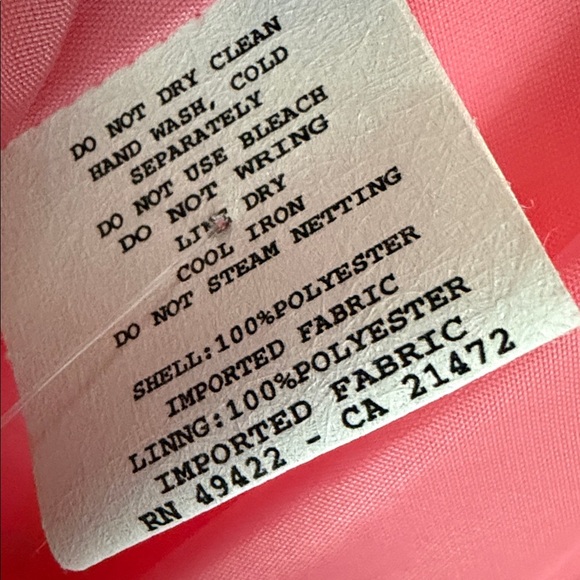 DO NOT DRY CLEAN
HAND WASH, COLD
SEPARATELY
DO NOT USE BLEACH
DO NOT WRING
LINE DRY
COOL IRON
DO NOT STEAM NETTING
SHELL:100%POLYESTER
IMPORTED FABRIC
LINNG:100%POLYESTER
IMPORTED FABRIC
RN 49422 - CA 21472